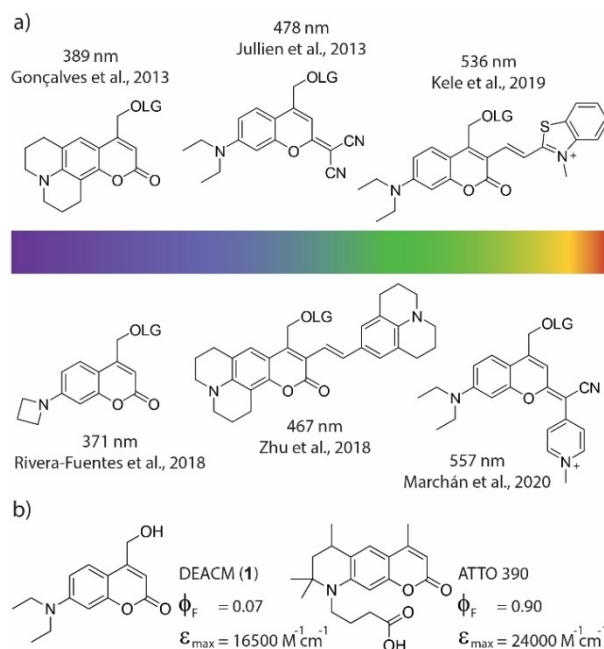 a)
389 nm
Gonçalves et al., 2013
OLG
N
O
O
478 nm
Jullien et al., 2013
OLG
N
O
CN
CN
536 nm
Kele et al., 2019
OLG
S
N+
N
O
O
OLG
N
O
O
371 nm
Rivera-Fuentes et al., 2018
OLG
N
N
O
O
467 nm
Zhu et al., 2018
OLG
CN
N
O
N+
557 nm
Marchán et al., 2020
b)
OH
N
O
O
DEACM (1)
ϕF = 0.07
εmax = 16500 M-1cm-1
N
O
O
O
OH
ATTO 390
ϕF = 0.90
εmax = 24000 M-1cm-1